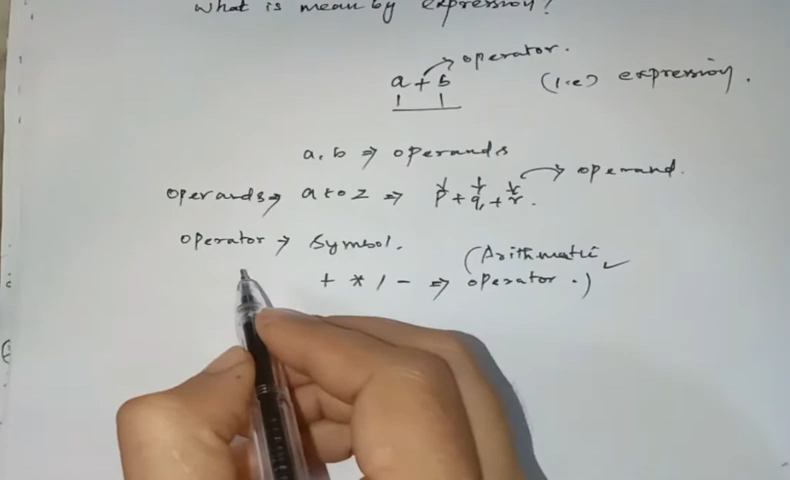 What is mean by expression?
operator.
a + b (i.e) expression.
a, b ⇒ operands
operands ⇒ a to z ⇒ p + q + r. → operand.
operator → symbol.
+ * / - ⇒ (Arithmatic
operator.)